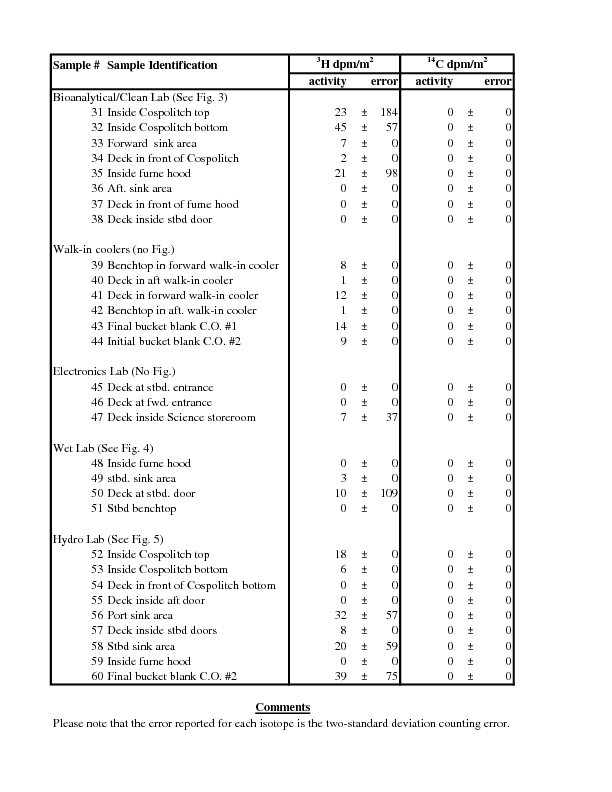 Sample # Sample Identification ³H dpm/m² ¹⁴C dpm/m²
activity error activity error
Bioanalytical/Clean Lab (See Fig. 3)
31 Inside Cospolitch top 23 ± 184 0 ± 0
32 Inside Cospolitch bottom 45 ± 57 0 ± 0
33 Forward sink area 7 ± 0 0 ± 0
34 Deck in front of Cospolitch 2 ± 0 0 ± 0
35 Inside fume hood 21 ± 98 0 ± 0
36 Aft. sink area 0 ± 0 0 ± 0
37 Deck in front of fume hood 0 ± 0 0 ± 0
38 Deck inside stbd door 0 ± 0 0 ± 0
Walk-in coolers (no Fig.)
39 Benchtop in forward walk-in cooler 8 ± 0 0 ± 0
40 Deck in aft walk-in cooler 1 ± 0 0 ± 0
41 Deck in forward walk-in cooler 12 ± 0 0 ± 0
42 Benchtop in aft. walk-in cooler 1 ± 0 0 ± 0
43 Final bucket blank C.O. #1 14 ± 0 0 ± 0
44 Initial bucket blank C.O. #2 9 ± 0 0 ± 0
Electronics Lab (No Fig.)
45 Deck at stbd. entrance 0 ± 0 0 ± 0
46 Deck at fwd. entrance 0 ± 0 0 ± 0
47 Deck inside Science storeroom 7 ± 37 0 ± 0
Wet Lab (See Fig. 4)
48 Inside fume hood 0 ± 0 0 ± 0
49 stbd. sink area 3 ± 0 0 ± 0
50 Deck at stbd. door 10 ± 109 0 ± 0
51 Stbd benchtop 0 ± 0 0 ± 0
Hydro Lab (See Fig. 5)
52 Inside Cospolitch top 18 ± 0 0 ± 0
53 Inside Cospolitch bottom 6 ± 0 0 ± 0
54 Deck in front of Cospolitch bottom 0 ± 0 0 ± 0
55 Deck inside aft door 0 ± 0 0 ± 0
56 Port sink area 32 ± 57 0 ± 0
57 Deck inside stbd doors 8 ± 0 0 ± 0
58 Stbd sink area 20 ± 59 0 ± 0
59 Inside fume hood 0 ± 0 0 ± 0
60 Final bucket blank C.O. #2 39 ± 75 0 ± 0
Comments
Please note that the error reported for each isotope is the two-standard deviation counting error.